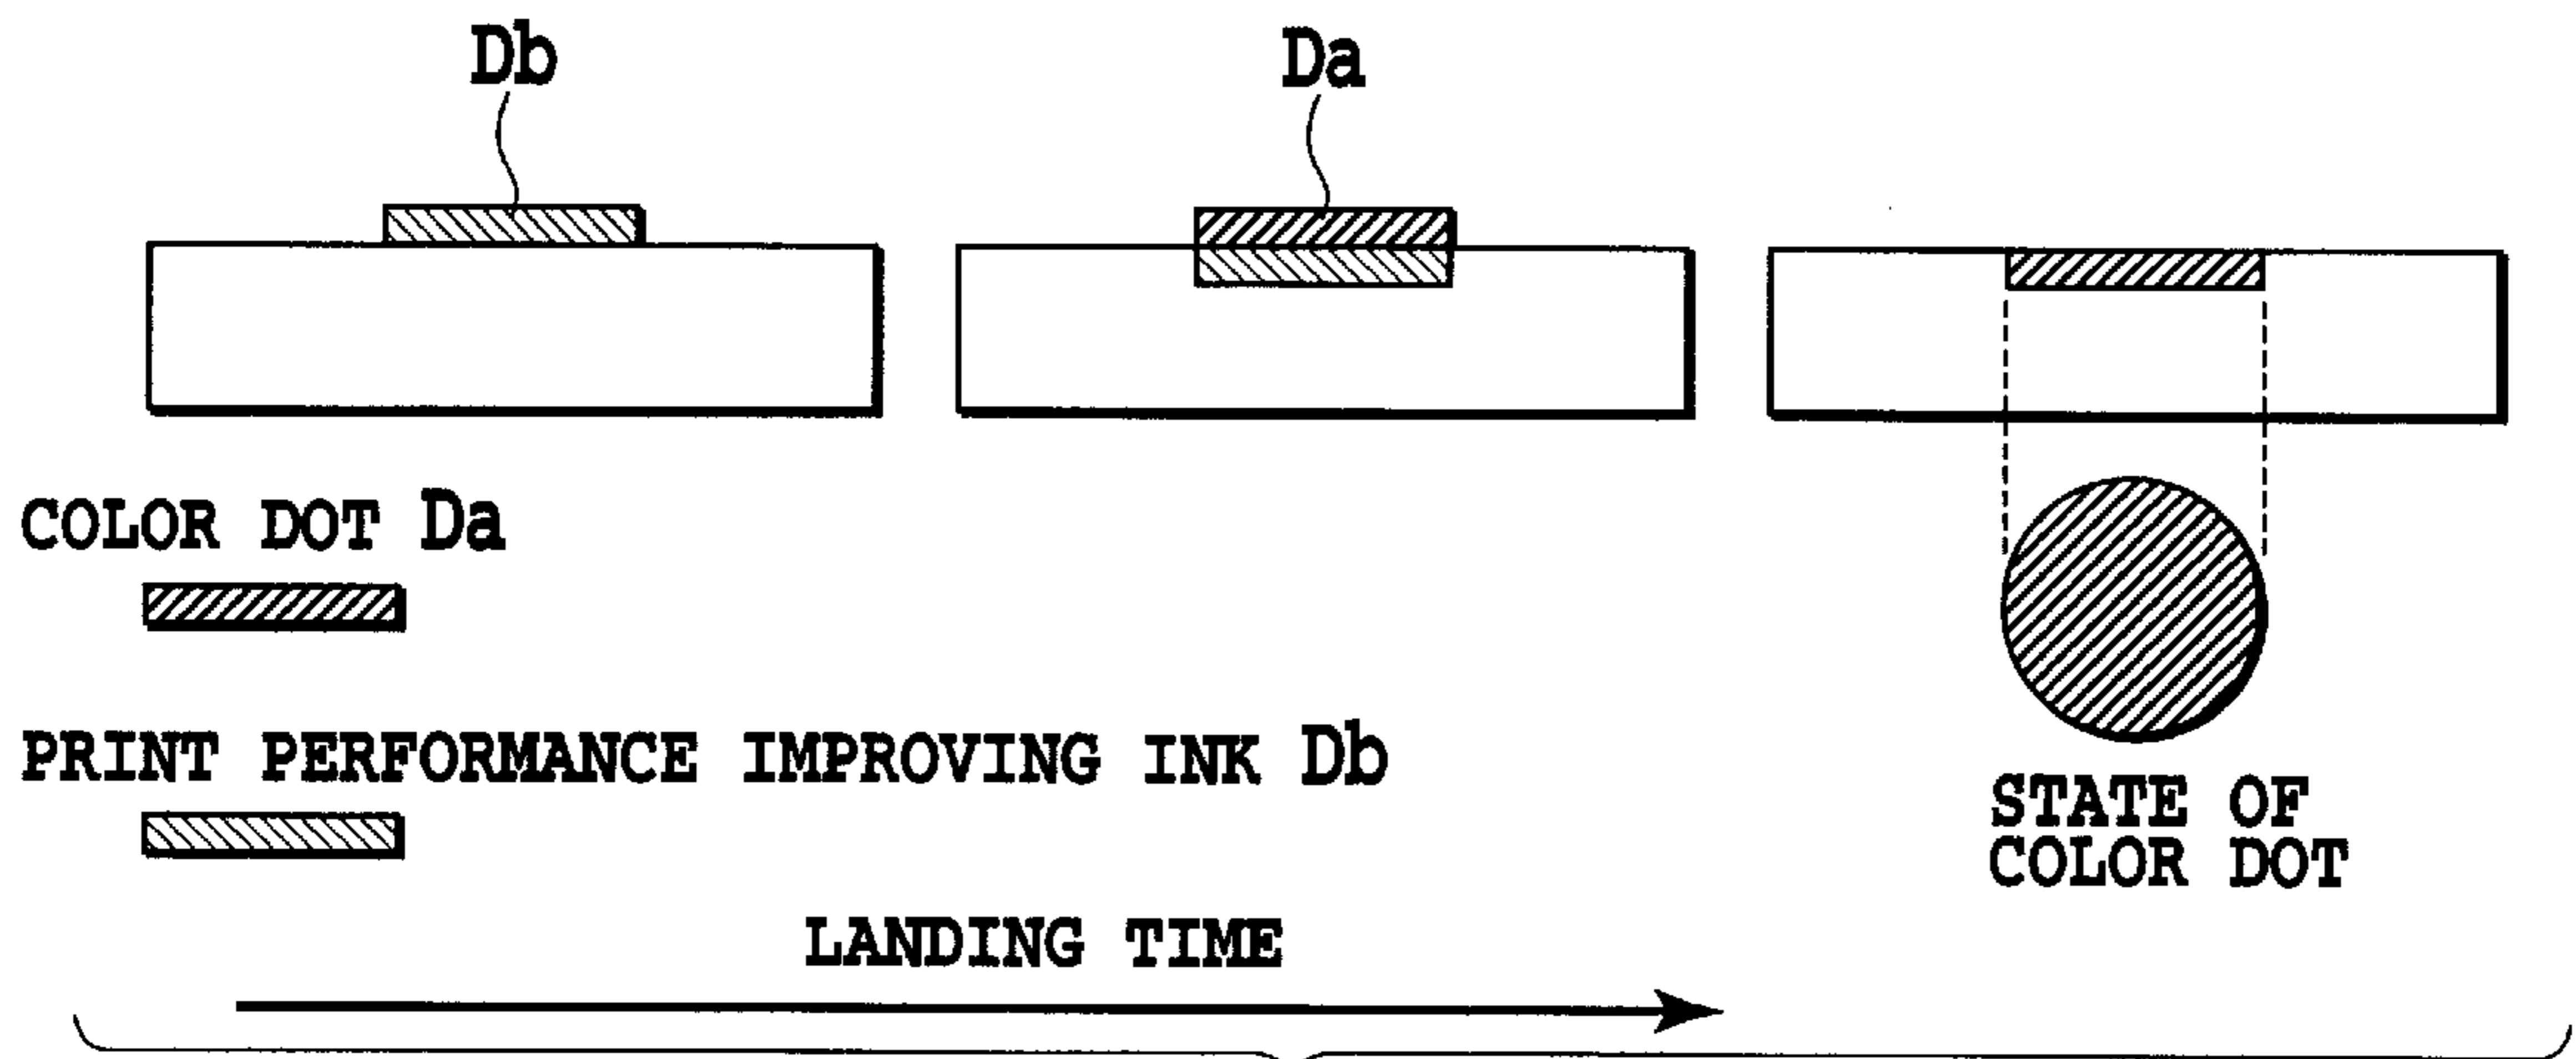 Db
Da
COLOR DOT Da
PRINT PERFORMANCE IMPROVING INK Db
STATE OF
COLOR DOT
LANDING TIME